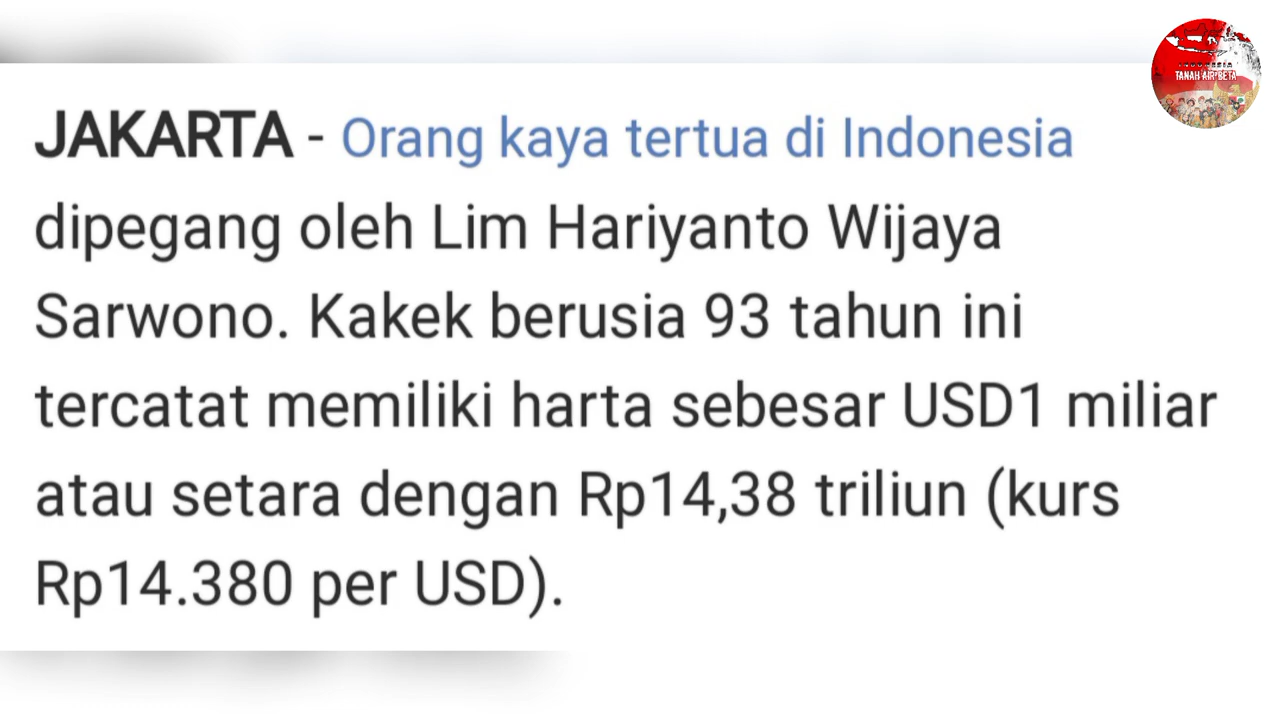 INDONESIA
TANAH AIR BETA
JAKARTA - Orang kaya tertua di Indonesia
dipegang oleh Lim Hariyanto Wijaya
Sarwono. Kakek berusia 93 tahun ini
tercatat memiliki harta sebesar USD1 miliar
atau setara dengan Rp14,38 triliun (kurs
Rp14.380 per USD).